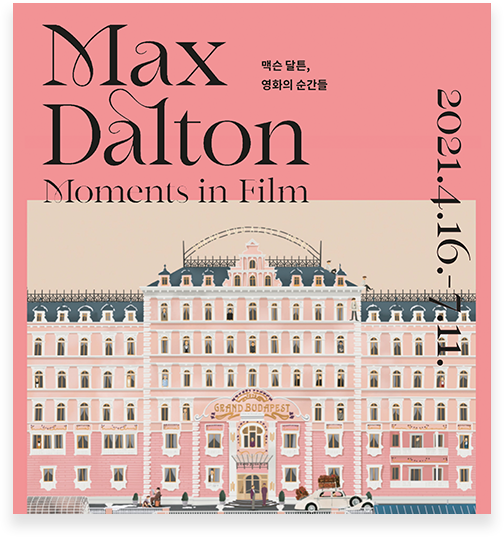 Max
Dalton
Moments in Film
맥스 달튼,
영화의 순간들
2021.4.16.-7.11.
GRAND BUDAPEST